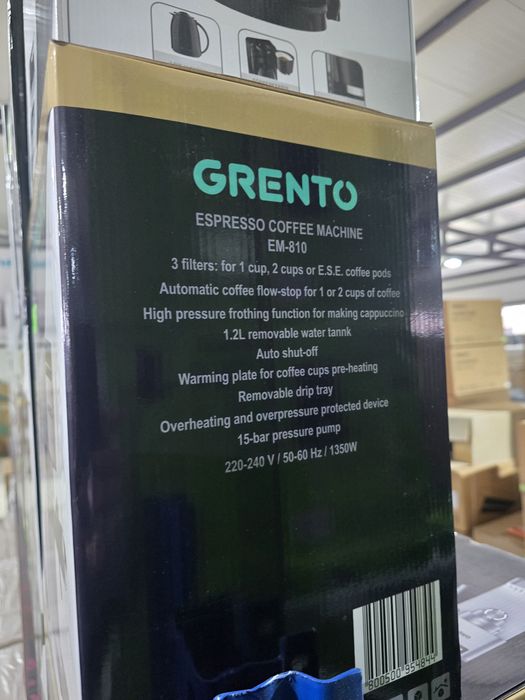 GRENTO
ESPRESSO COFFEE MACHINE
EM-810
3 filters: for 1 cup, 2 cups or E.S.E. coffee pods
Automatic coffee flow-stop for 1 or 2 cups of coffee
High pressure frothing function for making cappuccino
1.2L removable water tannk
Auto shut-off
Warming plate for coffee cups pre-heating
Removable drip tray
Overheating and overpressure protected device
15-bar pressure pump
220-240 V / 50-60 Hz / 1350W
800500 954844